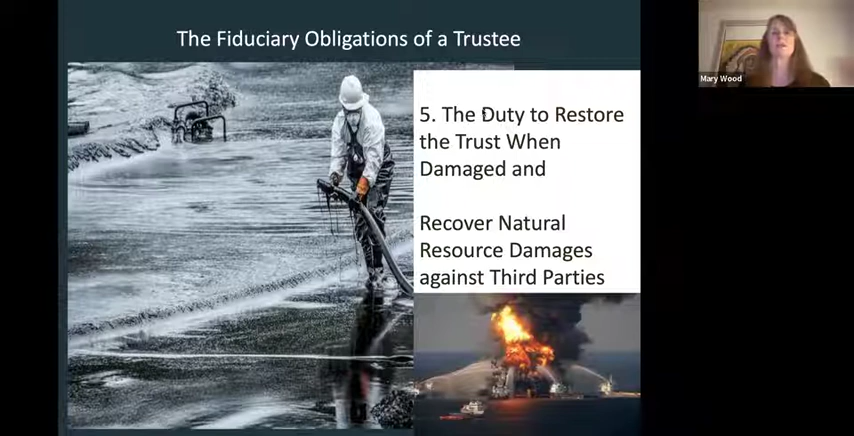 The Fiduciary Obligations of a Trustee
Mary Wood
5. The Duty to Restore
the Trust When
Damaged and
Recover Natural
Resource Damages
against Third Parties